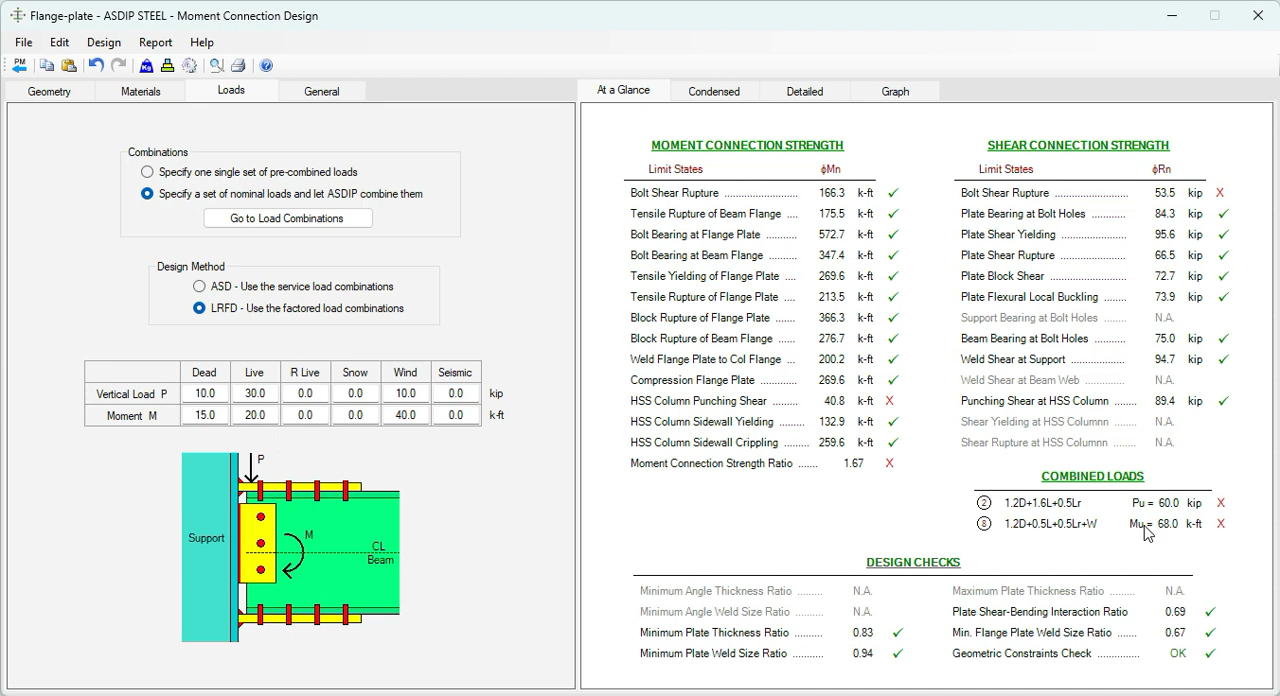 Flange-plate - ASDIP STEEL - Moment Connection Design
File Edit Design Report Help
PM Kg
Geometry Materials Loads General
Combinations
Specify one single set of pre-combined loads
Specify a set of nominal loads and let ASDIP combine them
Go to Load Combinations
Design Method
ASD - Use the service load combinations
LRFD - Use the factored load combinations
Dead Live R Live Snow Wind Seismic
Vertical Load P 10.0 30.0 0.0 0.0 10.0 0.0 kip
Moment M 15.0 20.0 0.0 0.0 40.0 0.0 k-ft
P
Support
M
CL
Beam
At a Glance Condensed Detailed Graph
MOMENT CONNECTION STRENGTH
Limit States ϕMn
Bolt Shear Rupture ........................... 166.3 k-ft ✓
Tensile Rupture of Beam Flange .... 175.5 k-ft ✓
Bolt Bearing at Flange Plate ........... 572.7 k-ft ✓
Bolt Bearing at Beam Flange .......... 347.4 k-ft ✓
Tensile Yielding of Flange Plate .... 269.6 k-ft ✓
Tensile Rupture of Flange Plate .... 213.5 k-ft ✓
Block Rupture of Flange Plate ....... 366.3 k-ft ✓
Block Rupture of Beam Flange ....... 276.7 k-ft ✓
Weld Flange Plate to Col Flange .... 200.2 k-ft ✓
Compression Flange Plate ............. 269.6 k-ft ✓
HSS Column Punching Shear ......... 40.8 k-ft X
HSS Column Sidewall Yielding ........ 132.9 k-ft ✓
HSS Column Sidewall Crippling ......... 259.6 k-ft ✓
Moment Connection Strength Ratio ....... 1.67 X
SHEAR CONNECTION STRENGTH
Limit States ϕRn
Bolt Shear Rupture ........................... 53.5 kip X
Plate Bearing at Bolt Holes ............ 84.3 kip ✓
Plate Shear Yielding ....................... 95.6 kip ✓
Plate Shear Rupture ........................ 66.5 kip ✓
Plate Block Shear ............................ 72.7 kip ✓
Plate Flexural Local Buckling ........ 73.9 kip ✓
Support Bearing at Bolt Holes ........ N.A.
Beam Bearing at Bolt Holes ........... 75.0 kip ✓
Weld Shear at Support ................... 94.7 kip ✓
Weld Shear at Beam Web .............. N.A.
Punching Shear at HSS Column ........ 89.4 kip ✓
Shear Yielding at HSS Columnn ........ N.A.
Shear Rupture at HSS Columnn ........ N.A.
COMBINED LOADS
2 1.2D+1.6L+0.5Lr Pu = 60.0 kip X
8 1.2D+0.5L+0.5Lr+W Mu = 68.0 k-ft X
DESIGN CHECKS
Minimum Angle Thickness Ratio ......... N.A.
Minimum Angle Weld Size Ratio ......... N.A.
Minimum Plate Thickness Ratio .......... 0.83 ✓
Minimum Plate Weld Size Ratio .......... 0.94 ✓
Maximum Plate Thickness Ratio ......... N.A.
Plate Shear-Bending Interaction Ratio 0.69 ✓
Min. Flange Plate Weld Size Ratio ...... 0.67 ✓
Geometric Constraints Check .............. OK ✓